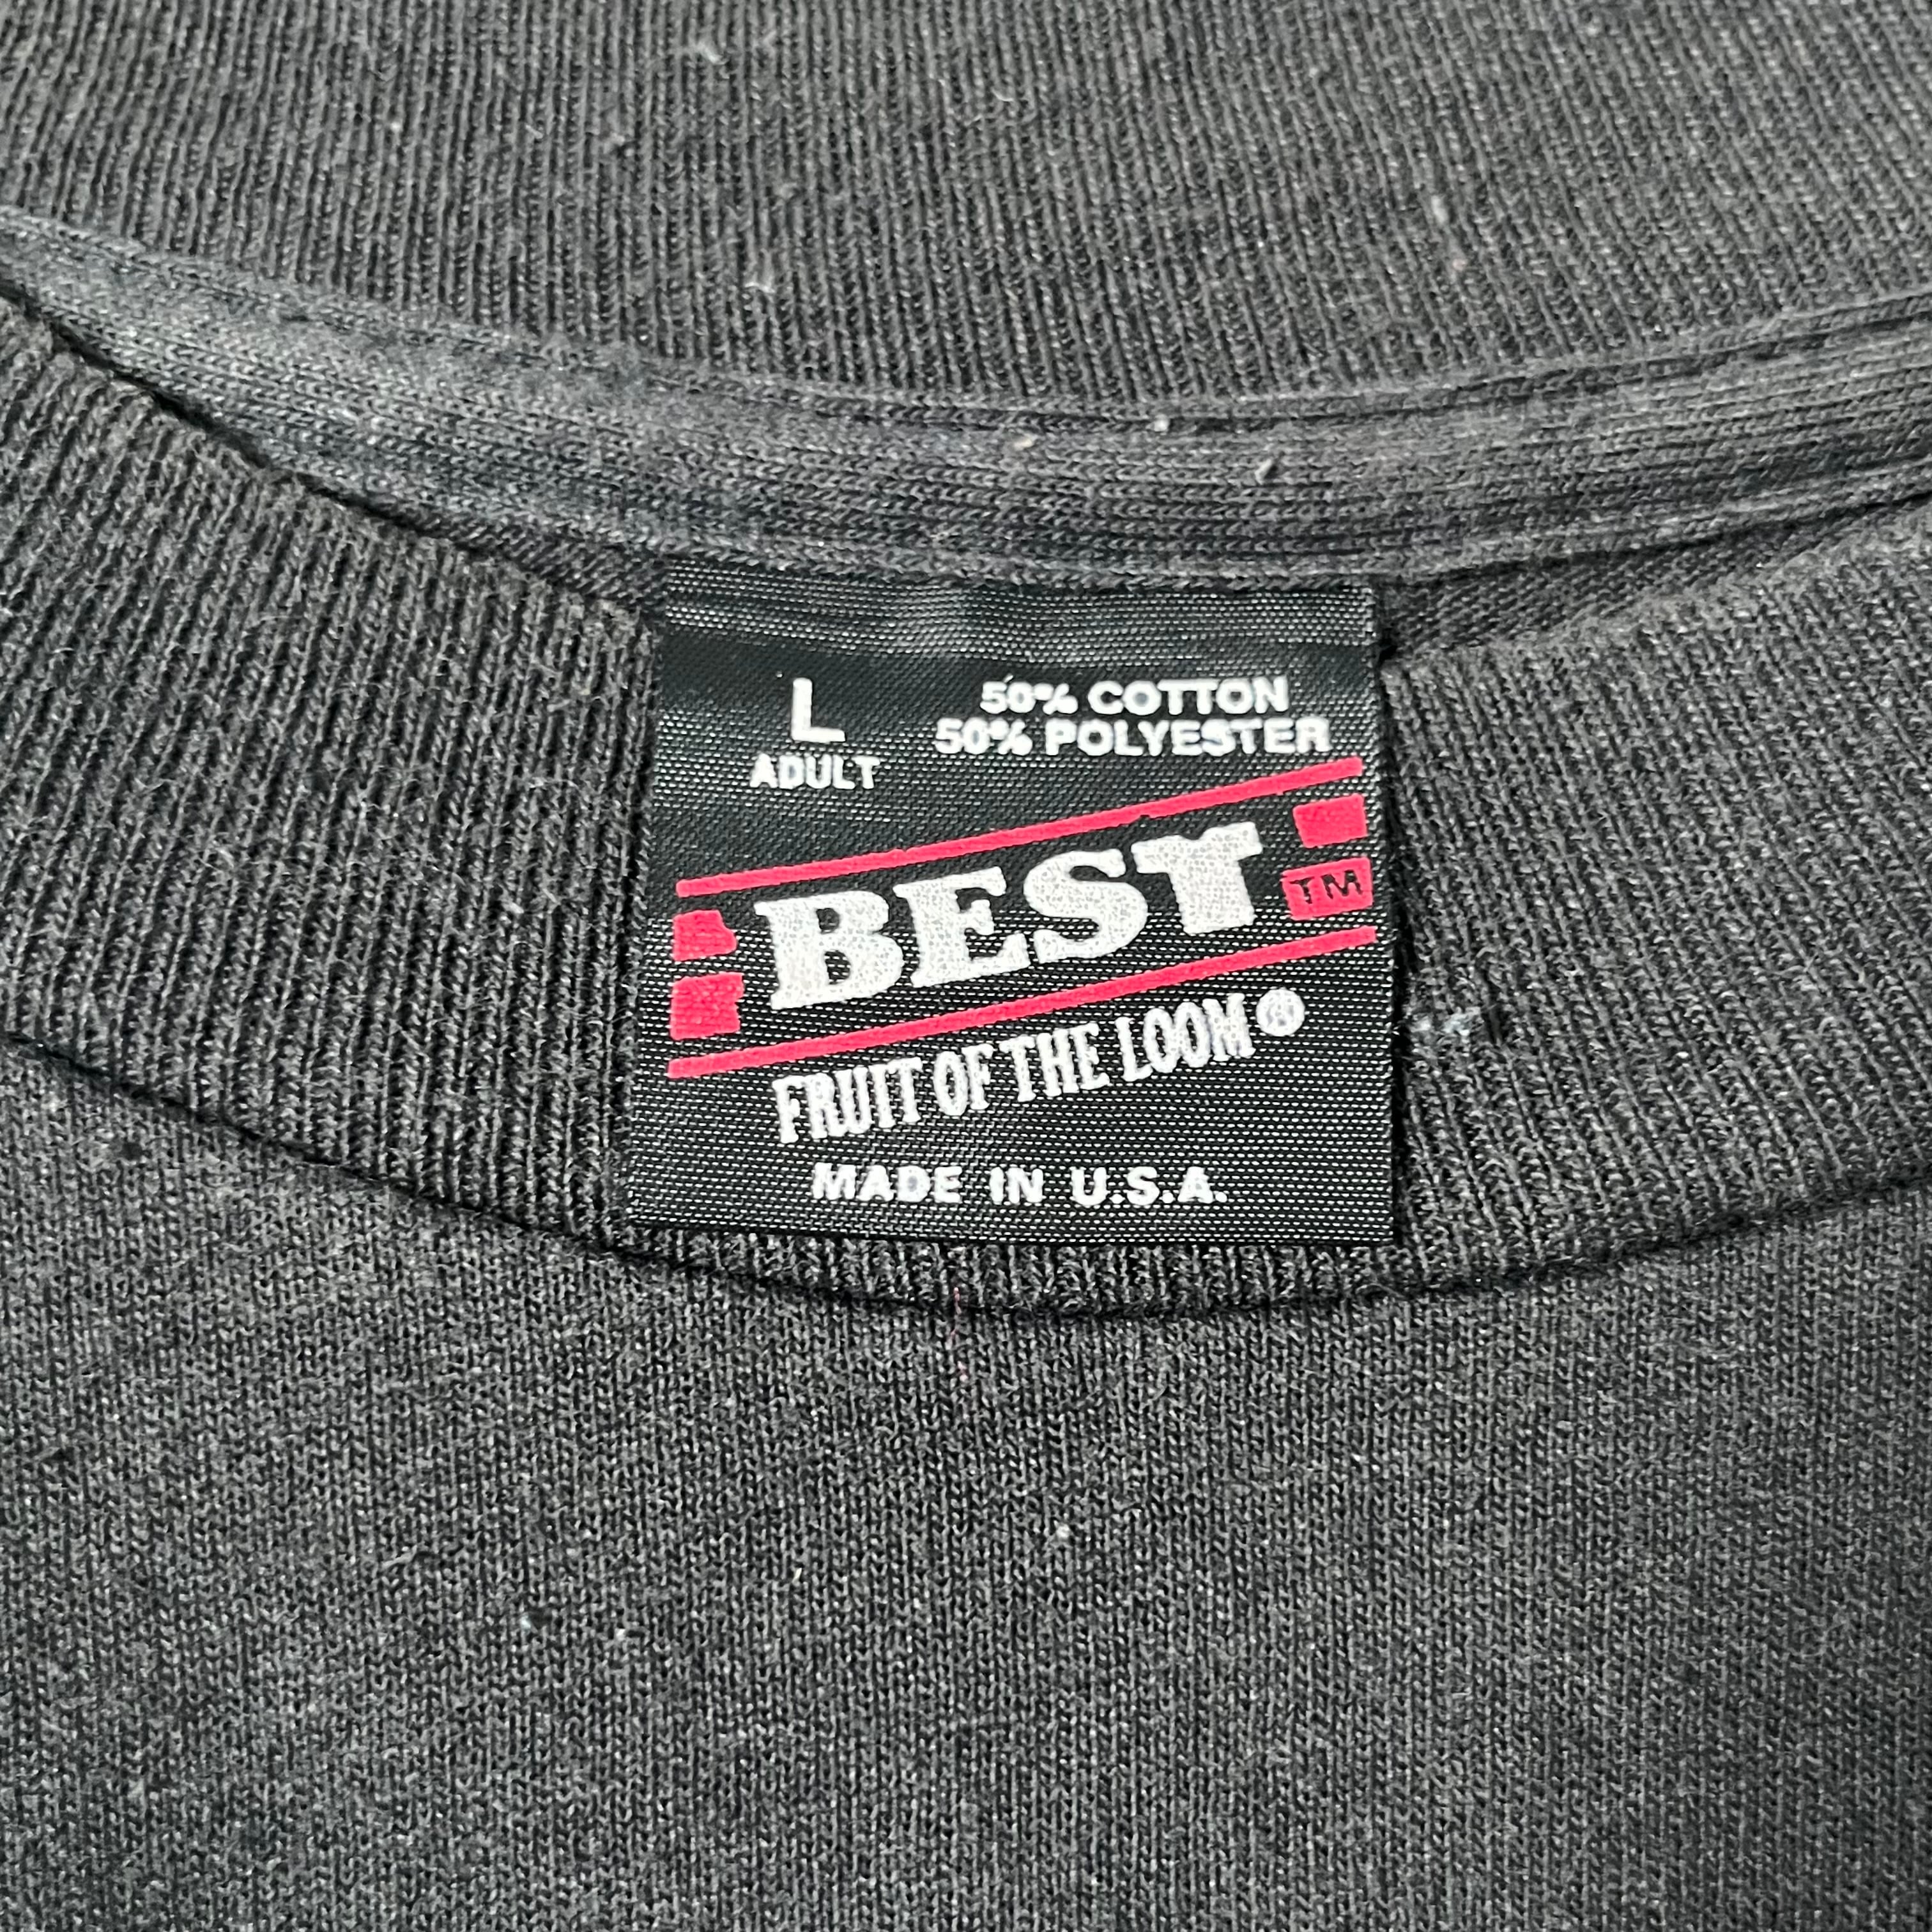 L
ADULT
50% COTTON
50% POLYESTER
BEST
TM
FRUIT OF THE LOOM®
MADE IN U.S.A.